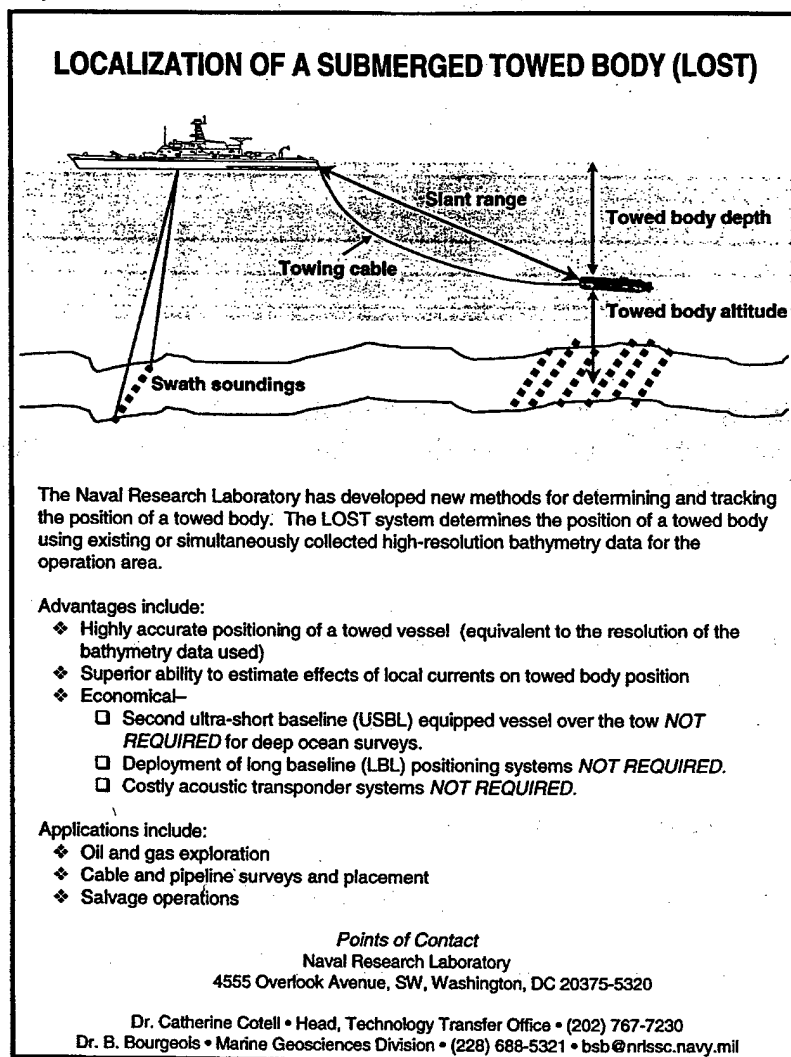 LOCALIZATION OF A SUBMERGED TOWED BODY (LOST)
Slant range
Towed body depth
Towing cable
Towed body altitude
Swath soundings
The Naval Research Laboratory has developed new methods for determining and tracking
the position of a towed body. The LOST system determines the position of a towed body
using existing or simultaneously collected high-resolution bathymetry data for the
operation area.
Advantages include:
❖ Highly accurate positioning of a towed vessel (equivalent to the resolution of the
bathymetry data used)
❖ Superior ability to estimate effects of local currents on towed body position
❖ Economical–
❑ Second ultra-short baseline (USBL) equipped vessel over the tow NOT
REQUIRED for deep ocean surveys.
❑ Deployment of long baseline (LBL) positioning systems NOT REQUIRED.
❑ Costly acoustic transponder systems NOT REQUIRED.
Applications include:
❖ Oil and gas exploration
❖ Cable and pipeline surveys and placement
❖ Salvage operations
Points of Contact
Naval Research Laboratory
4555 Overlook Avenue, SW, Washington, DC 20375-5320
Dr. Catherine Cotell • Head, Technology Transfer Office • (202) 767-7230
Dr. B. Bourgeois • Marine Geosciences Division • (228) 688-5321 • bsb@nrlssc.navy.mil